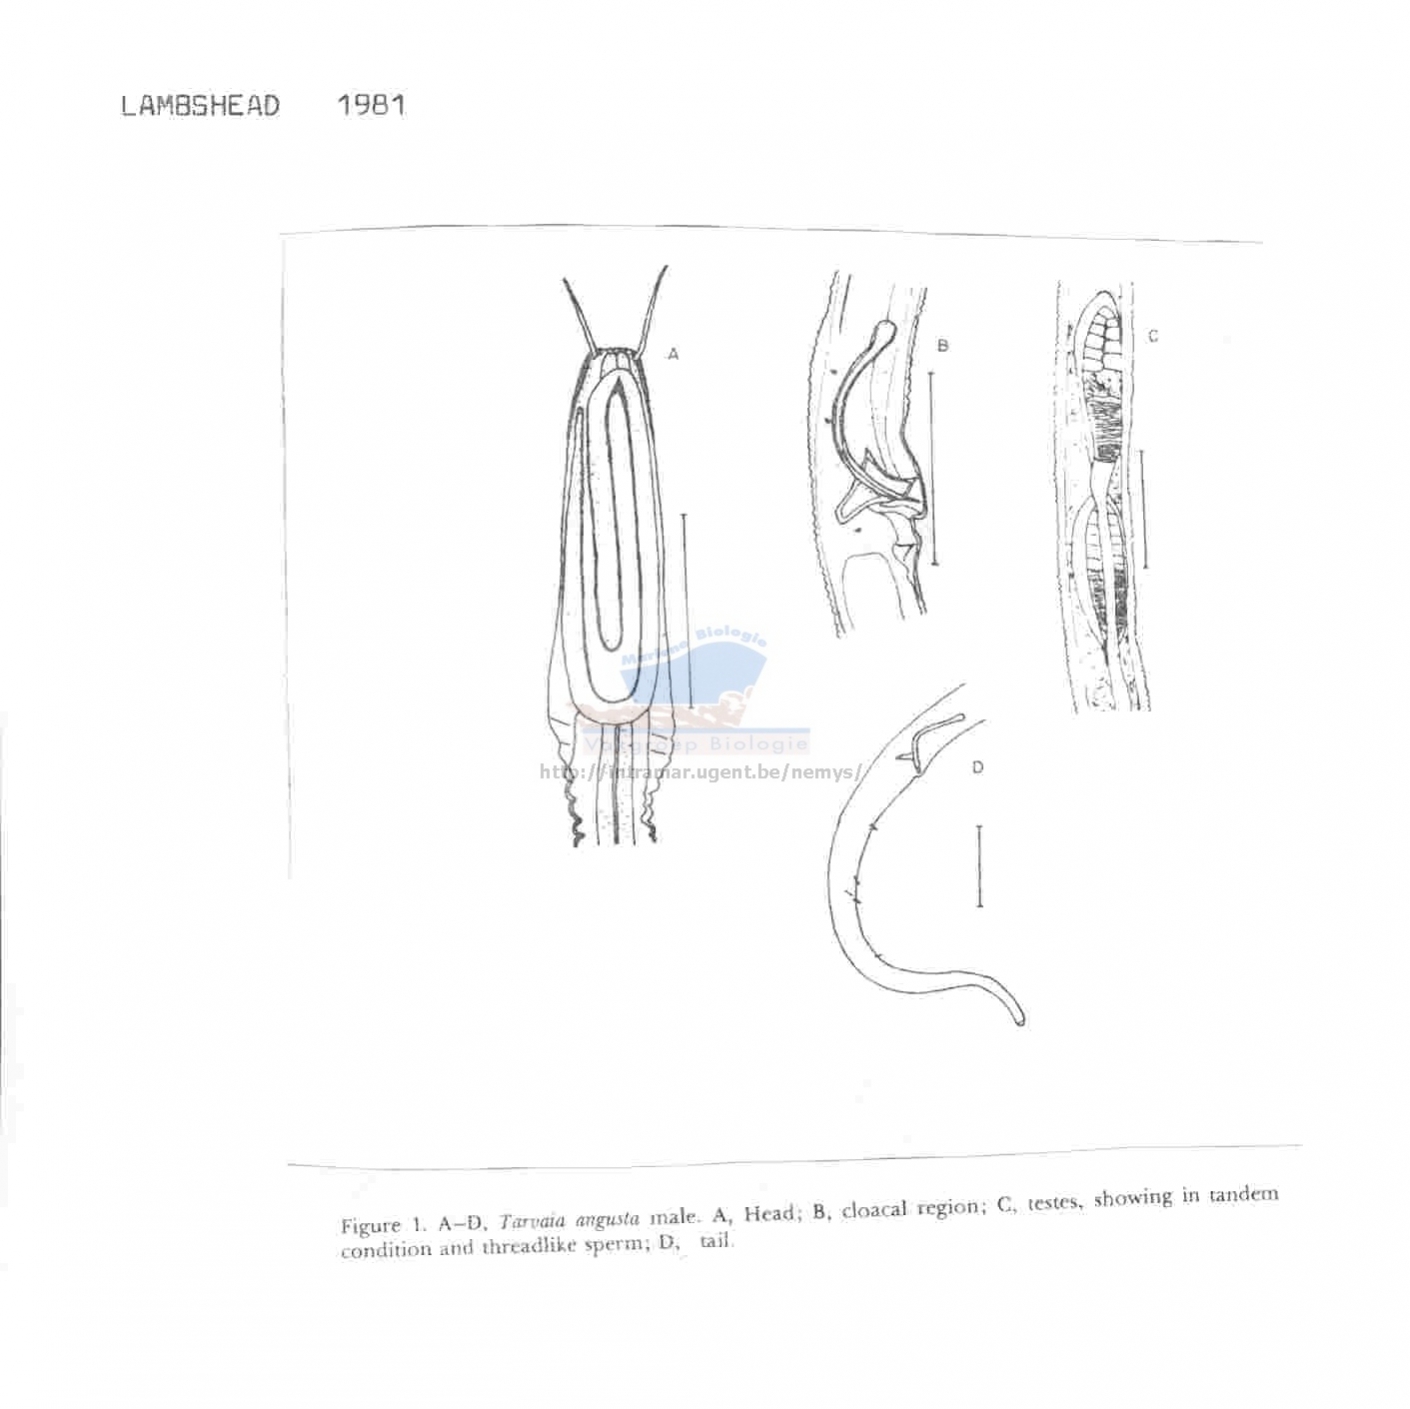 LAMBSHEAD 1981
A
B
C
Mariene Biologie
Vakgroep Biologie
http://intramar.ugent.be/nemys/
D
Figure 1. A–D, Tarvaia angusta male. A, Head; B, cloacal region; C, testes, showing in tandem
condition and threadlike sperm; D, tail.